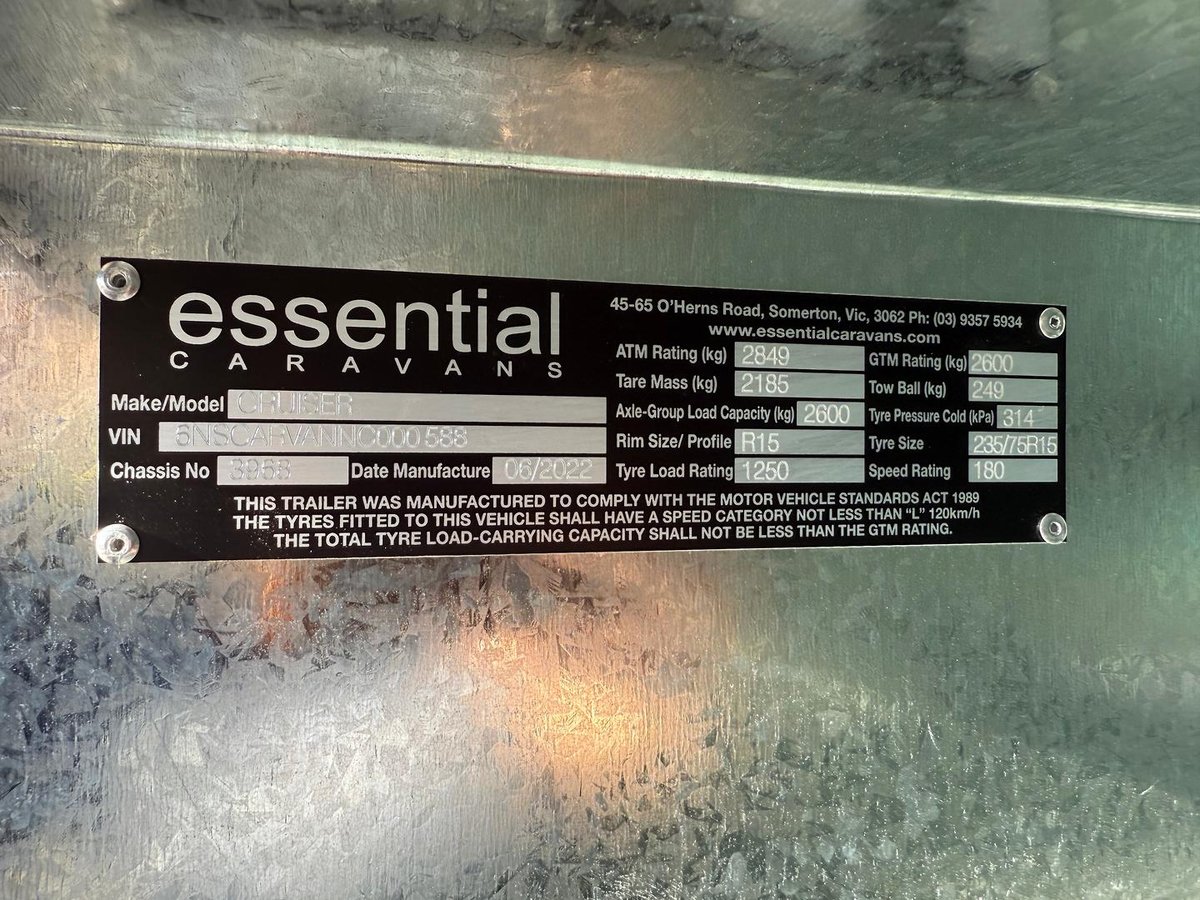 essential
CARAVANS
Make/Model CRUISER
VIN 6NSCARVANNC000588
Chassis No 3958 Date Manufacture 06/2022
45-65 O'Herns Road, Somerton, Vic, 3062 Ph: (03) 9357 5934
www.essentialcaravans.com
ATM Rating (kg) 2849 GTM Rating (kg) 2600
Tare Mass (kg) 2185 Tow Ball (kg) 249
Axle-Group Load Capacity (kg) 2600 Tyre Pressure Cold (kPa) 314
Rim Size/ Profile R15 Tyre Size 235/75R15
Tyre Load Rating 1250 Speed Rating 180
THIS TRAILER WAS MANUFACTURED TO COMPLY WITH THE MOTOR VEHICLE STANDARDS ACT 1989
THE TYRES FITTED TO THIS VEHICLE SHALL HAVE A SPEED CATEGORY NOT LESS THAN "L" 120km/h
THE TOTAL TYRE LOAD-CARRYING CAPACITY SHALL NOT BE LESS THAN THE GTM RATING.